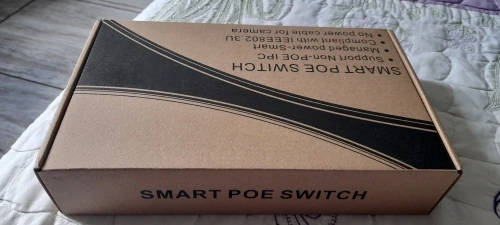 SMART POE SWITCH
• Support Non-POE IPC
• Managed power-Smart
• Compliant with IEEE802.3U
• No power cable for camera
SMART POE SWITCH